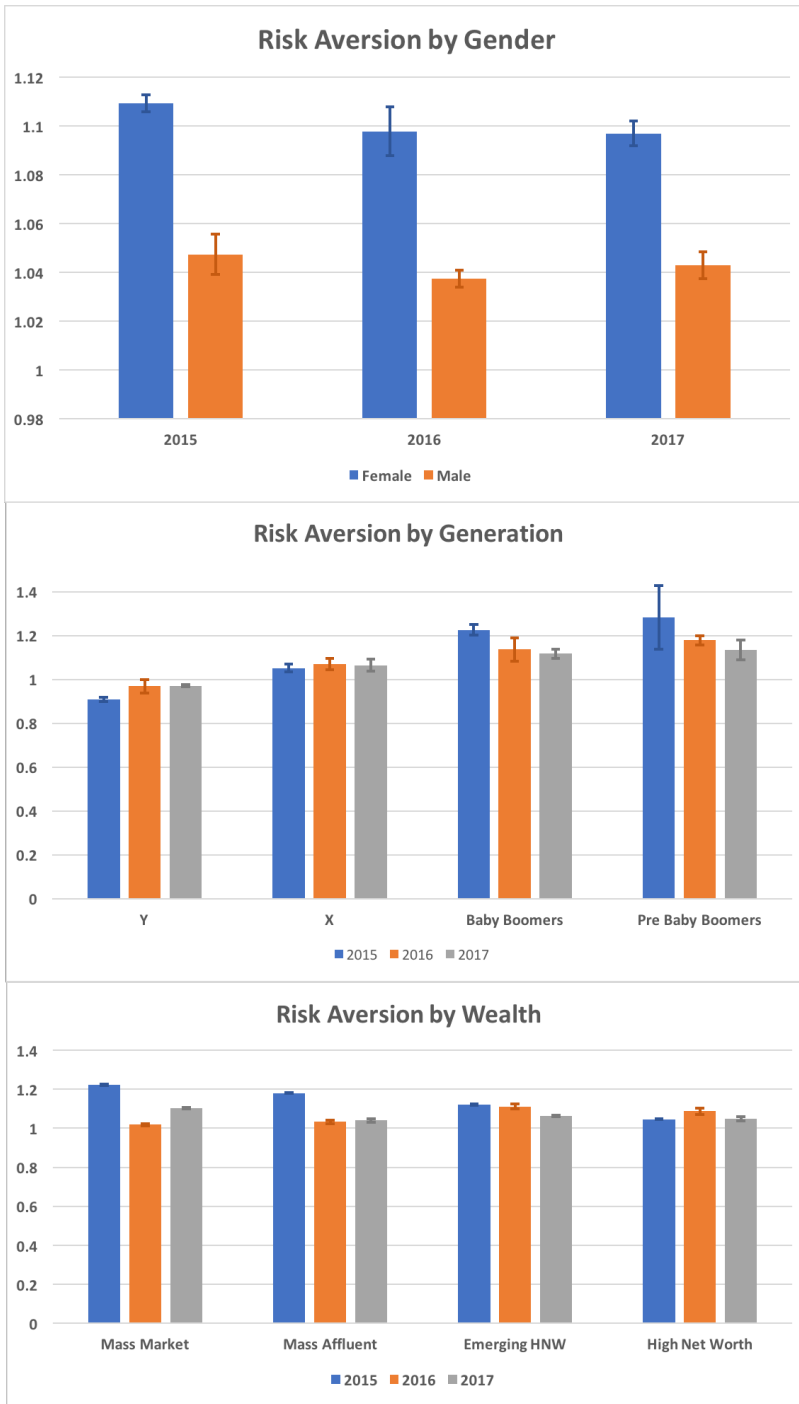 Risk Aversion by Gender
1.12
1.1
1.08
1.06
1.04
1.02
1
0.98
2015 2016 2017
Female Male
Risk Aversion by Generation
1.4
1.2
1
0.8
0.6
0.4
0.2
0
Y X Baby Boomers Pre Baby Boomers
2015 2016 2017
Risk Aversion by Wealth
1.4
1.2
1
0.8
0.6
0.4
0.2
0
Mass Market Mass Affluent Emerging HNW High Net Worth
2015 2016 2017